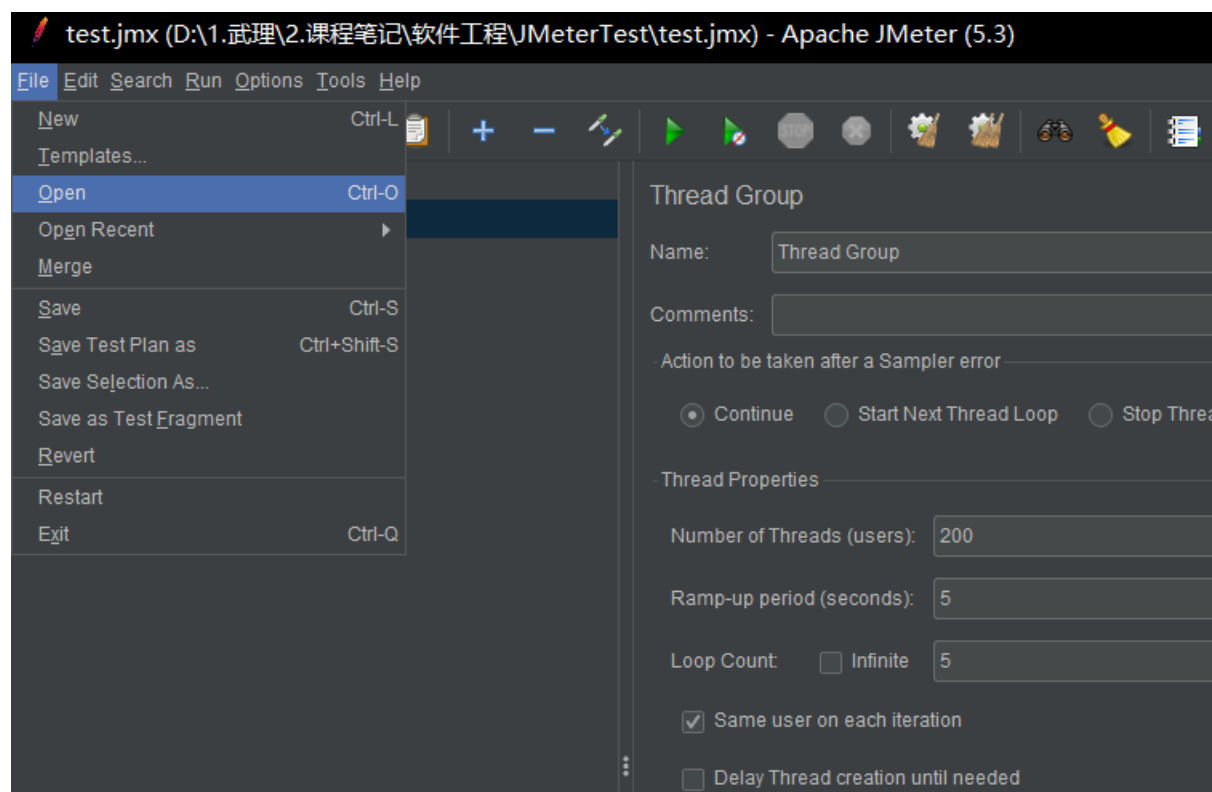 test.jmx (D:\1.武理\2.课程笔记\软件工程\JMeterTest\test.jmx) - Apache JMeter (5.3)
File Edit Search Run Options Tools Help
New Ctrl-L
Templates...
Open Ctrl-O
Open Recent
Merge
Save Ctrl-S
Save Test Plan as Ctrl+Shift-S
Save Selection As...
Save as Test Fragment
Revert
Restart
Exit Ctrl-Q
STOP
Thread Group
Name: Thread Group
Comments:
Action to be taken after a Sampler error
Continue Start Next Thread Loop Stop Threa
Thread Properties
Number of Threads (users): 200
Ramp-up period (seconds): 5
Loop Count: Infinite 5
Same user on each iteration
Delay Thread creation until needed